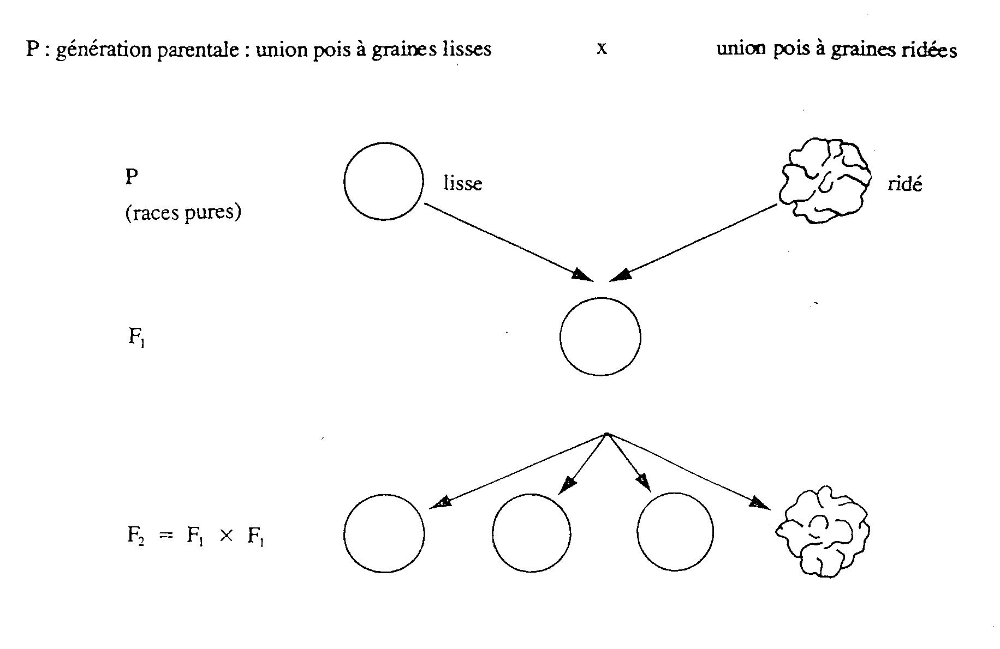 P : génération parentale : union pois à graines lisses x union pois à graines ridées
lisse
ridé
P
(races pures)
F₁
F₂ = F₁ × F₁